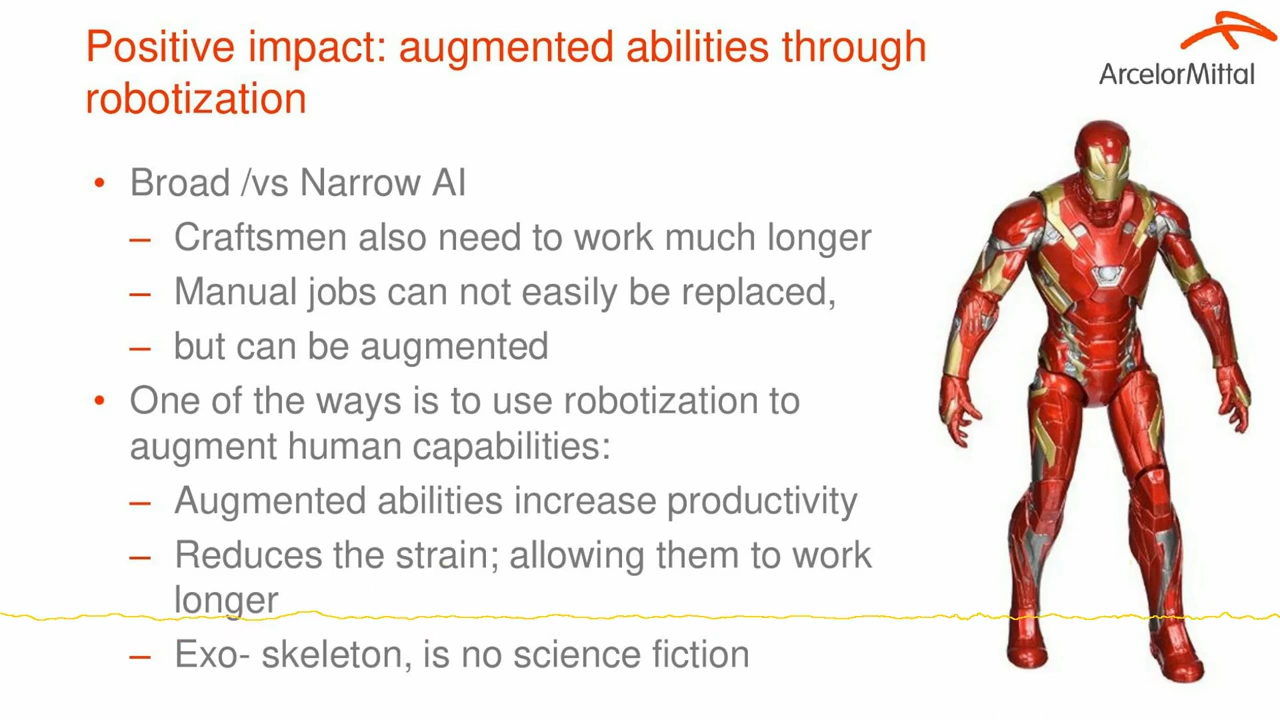 Positive impact: augmented abilities through
robotization
ArcelorMittal
• Broad /vs Narrow AI
– Craftsmen also need to work much longer
– Manual jobs can not easily be replaced,
– but can be augmented
• One of the ways is to use robotization to
augment human capabilities:
– Augmented abilities increase productivity
– Reduces the strain; allowing them to work
longer
– Exo- skeleton, is no science fiction